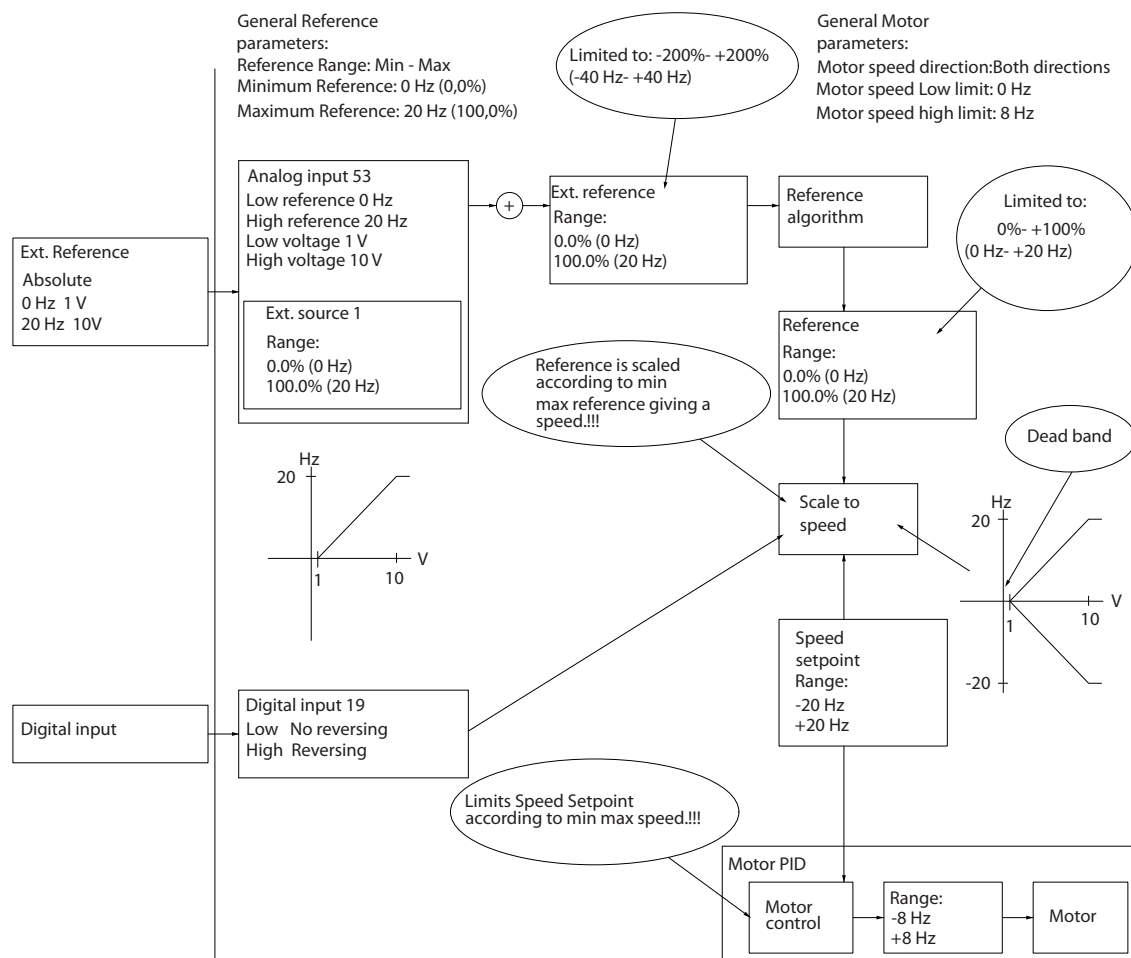 General Reference
parameters:
Reference Range: Min - Max
Minimum Reference: 0 Hz (0,0%)
Maximum Reference: 20 Hz (100,0%)
Limited to: -200%- +200%
(-40 Hz- +40 Hz)
General Motor
parameters:
Motor speed direction:Both directions
Motor speed Low limit: 0 Hz
Motor speed high limit: 8 Hz
Ext. Reference
Absolute
0 Hz 1 V
20 Hz 10V
Analog input 53
Low reference 0 Hz
High reference 20 Hz
Low voltage 1 V
High voltage 10 V
Ext. source 1
Range:
0.0% (0 Hz)
100.0% (20 Hz)
+
Ext. reference
Range:
0.0% (0 Hz)
100.0% (20 Hz)
Reference
algorithm
Limited to:
0%- +100%
(0 Hz- +20 Hz)
Reference
Range:
0.0% (0 Hz)
100.0% (20 Hz)
Reference is scaled
according to min
max reference giving a
speed.!!!
Dead band
Hz
20
1
10
V
Scale to
speed
Hz
20
V
1
10
-20
Speed
setpoint
Range:
-20 Hz
+20 Hz
Digital input
Digital input 19
Low No reversing
High Reversing
Limits Speed Setpoint
according to min max speed.!!!
Motor PID
Motor
control
Range:
-8 Hz
+8 Hz
Motor